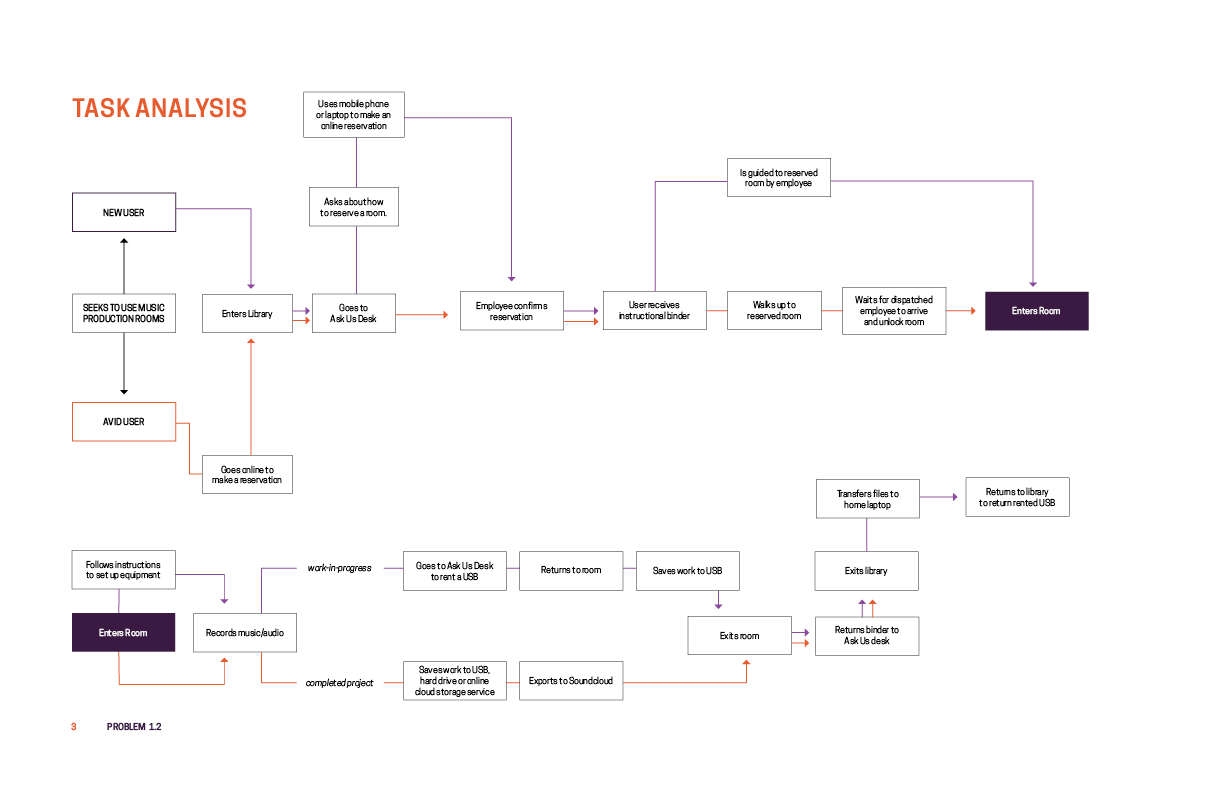 TASK ANALYSIS
Uses mobile phone
or laptop to make an
online reservation
Is guided to reserved
room by employee
Asks about how
to reserve a room.
NEW USER
SEEKS TO USE MUSIC
PRODUCTION ROOMS
Enters Library
Goes to
Ask Us Desk
Employee confirms
reservation
User receives
instructional binder
Walks up to
reserved room
Waits for dispatched
employee to arrive
and unlock room
Enters Room
AVID USER
Goes online to
make a reservation
Transfers files to
home laptop
Returns to library
to return rented USB
Follows instructions
to set up equipment
work-in-progress
Goes to Ask Us Desk
to rent a USB
Returns to room
Saves work to USB
Exits library
Enters Room
Records music/audio
Exits room
Returns binder to
Ask Us desk
completed project
Saves work to USB,
hard drive or online
cloud storage service
Exports to Soundcloud
3 PROBLEM 1.2